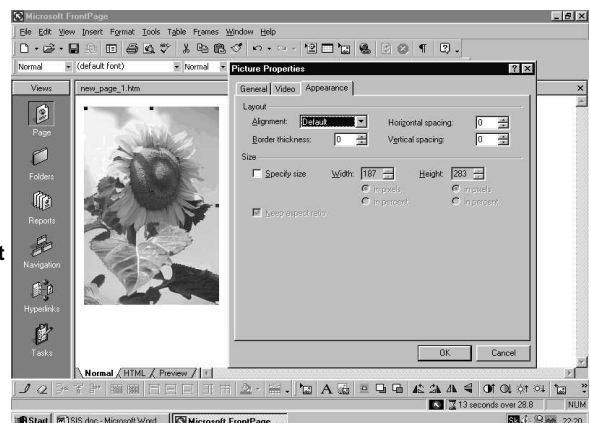 Microsoft FrontPage
File Edit View Insert Format Tools Table Frames Window Help
Normal (default font) Normal
Views
new_page_1.htm
Page
Folders
Reports
Navigation
Hyperlinks
Tasks
Picture Properties
General Video Appearance
Layout
Alignment: Default
Horizontal spacing: 0
Border thickness: 0
Vertical spacing: 0
Size
Specify size Width: 187 Height: 283
in pixels in pixels
in percent in percent
Keep aspect ratio
OK Cancel
t
Normal HTML Preview
13 seconds over 28.8 NUM
Start SIS.doc - Microsoft Word Microsoft FrontPage 22:20